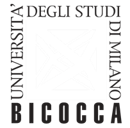 UNIVERSITA'
DEGLI STUDI
DI MILANO
BICOCCA